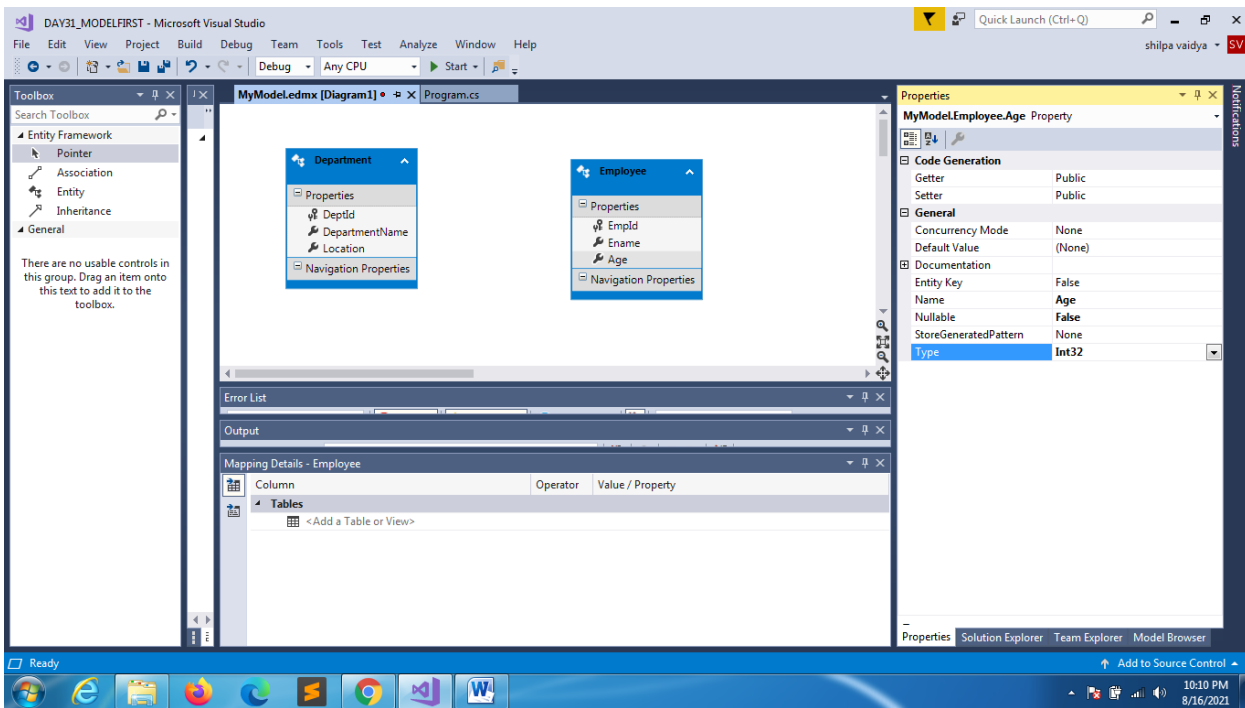 DAY31_MODELFIRST - Microsoft Visual Studio
Quick Launch (Ctrl+Q)
File Edit View Project Build Debug Team Tools Test Analyze Window Help
shilpa vaidya
SV
Debug Any CPU Start
Toolbox
Search Toolbox
Entity Framework
Pointer
Association
Entity
Inheritance
General
There are no usable controls in
this group. Drag an item onto
this text to add it to the
toolbox.
MyModel.edmx [Diagram1] Program.cs
Department
Properties
DeptId
DepartmentName
Location
Navigation Properties
Employee
Properties
EmpId
Ename
Age
Navigation Properties
Error List
Output
Mapping Details - Employee
Column Operator Value / Property
Tables
<Add a Table or View>
Properties
MyModel.Employee.Age Property
Code Generation
Getter Public
Setter Public
General
Concurrency Mode None
Default Value (None)
Documentation
Entity Key False
Name Age
Nullable False
StoreGeneratedPattern None
Type Int32
Properties Solution Explorer Team Explorer Model Browser
Notifications
Ready
Add to Source Control
10:10 PM
8/16/2021